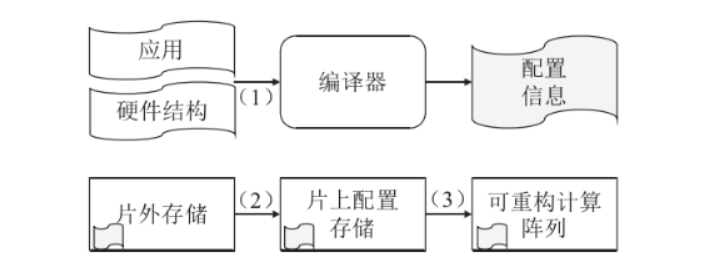 应用
硬件结构
（1）
编译器
配置
信息
片外存储
（2）
片上配置
存储
（3）
可重构计算
阵列